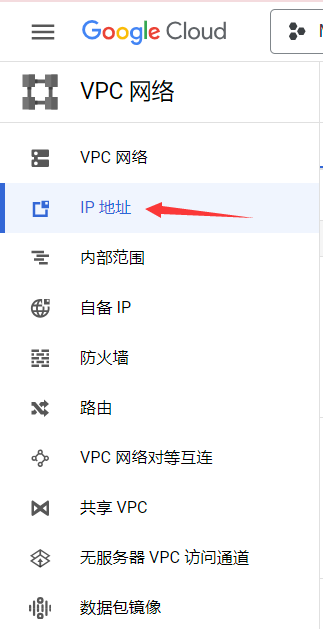 Google Cloud
VPC 网络
VPC 网络
IP 地址
内部范围
自备 IP
防火墙
路由
VPC 网络对等互连
共享 VPC
无服务器 VPC 访问通道
数据包镜像